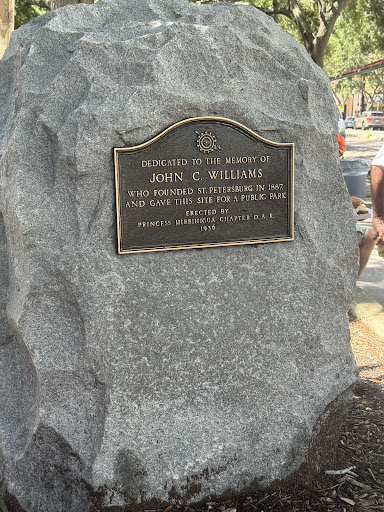 DEDICATED TO THE MEMORY OF
JOHN C. WILLIAMS
WHO FOUNDED ST. PETERSBURG IN 1887,
AND GAVE THIS SITE FOR A PUBLIC PARK
ERECTED BY
PRINCESS HIRRIHIGUA CHAPTER D.A.R.
1936